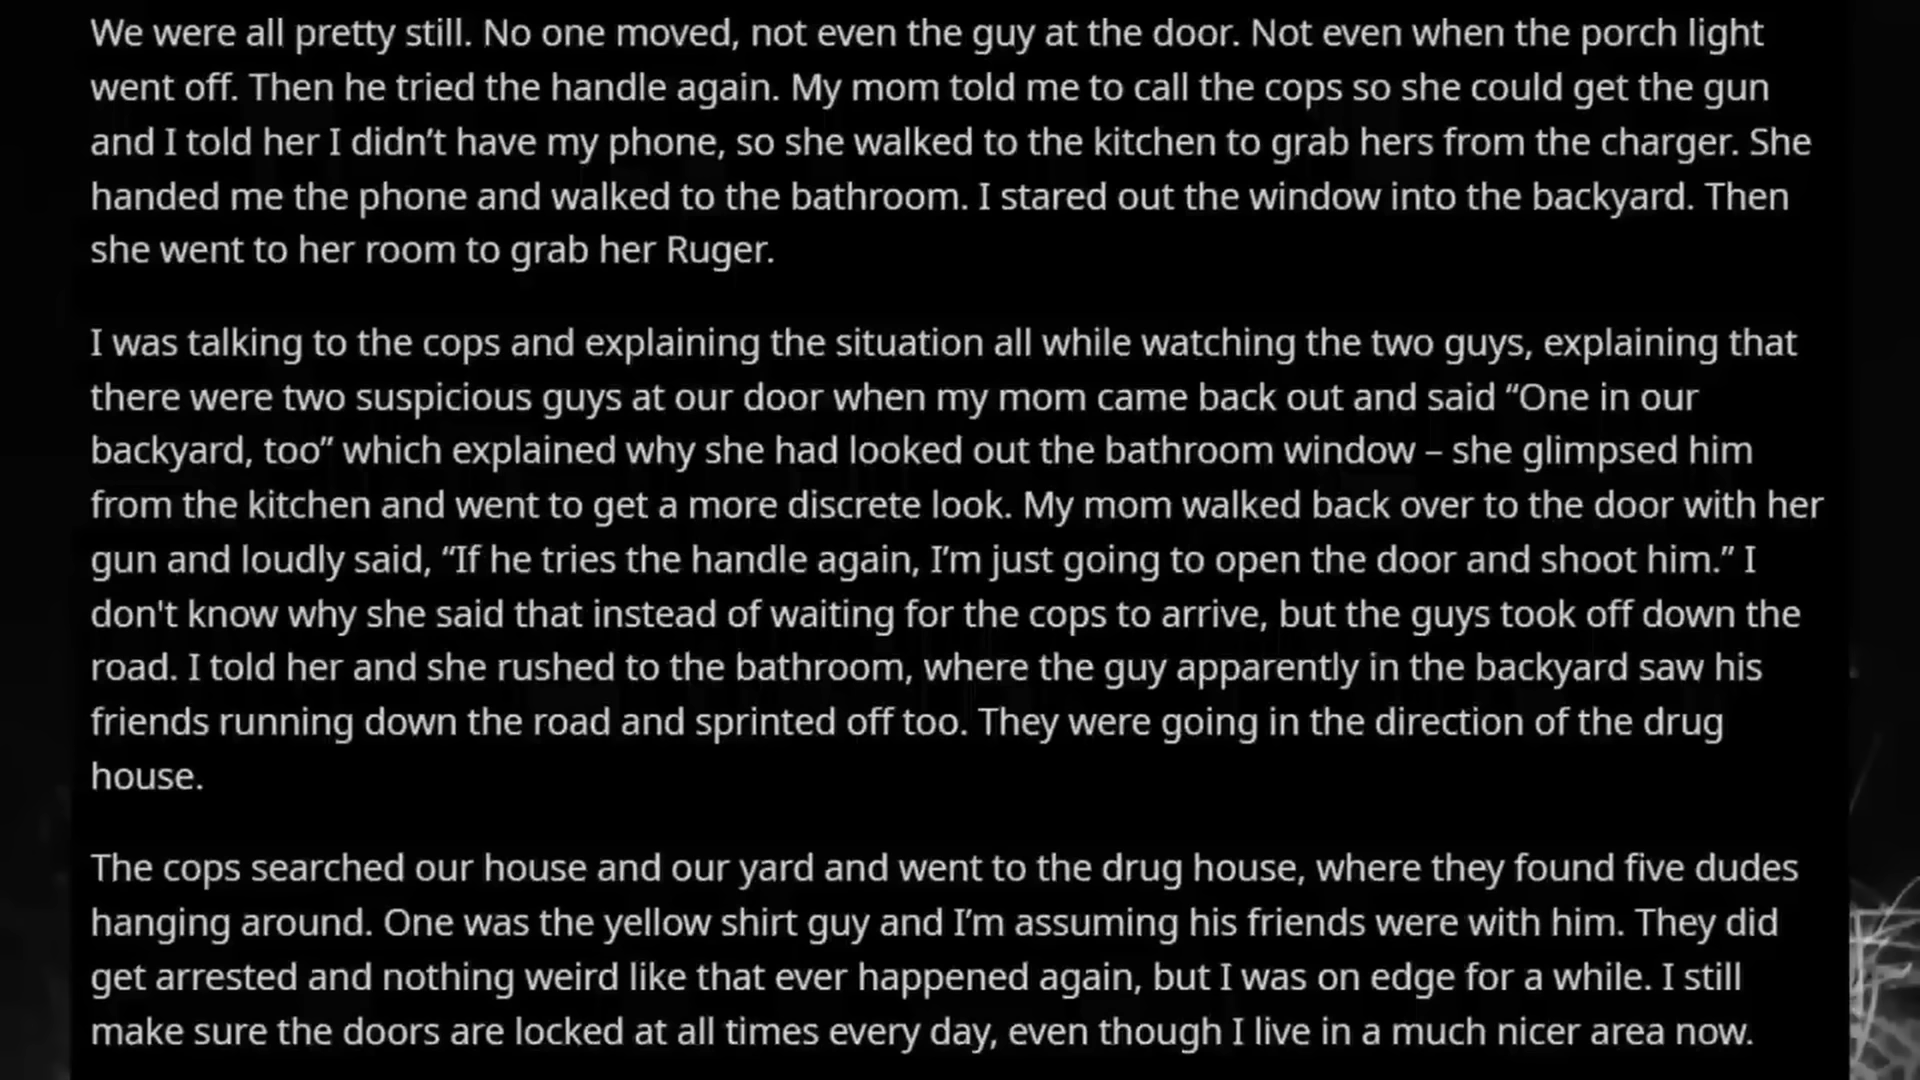 We were all pretty still. No one moved, not even the guy at the door. Not even when the porch light
went off. Then he tried the handle again. My mom told me to call the cops so she could get the gun
and I told her I didn’t have my phone, so she walked to the kitchen to grab hers from the charger. She
handed me the phone and walked to the bathroom. I stared out the window into the backyard. Then
she went to her room to grab her Ruger.
I was talking to the cops and explaining the situation all while watching the two guys, explaining that
there were two suspicious guys at our door when my mom came back out and said “One in our
backyard, too” which explained why she had looked out the bathroom window – she glimpsed him
from the kitchen and went to get a more discrete look. My mom walked back over to the door with her
gun and loudly said, “If he tries the handle again, I’m just going to open the door and shoot him.” I
don't know why she said that instead of waiting for the cops to arrive, but the guys took off down the
road. I told her and she rushed to the bathroom, where the guy apparently in the backyard saw his
friends running down the road and sprinted off too. They were going in the direction of the drug
house.
The cops searched our house and our yard and went to the drug house, where they found five dudes
hanging around. One was the yellow shirt guy and I’m assuming his friends were with him. They did
get arrested and nothing weird like that ever happened again, but I was on edge for a while. I still
make sure the doors are locked at all times every day, even though I live in a much nicer area now.